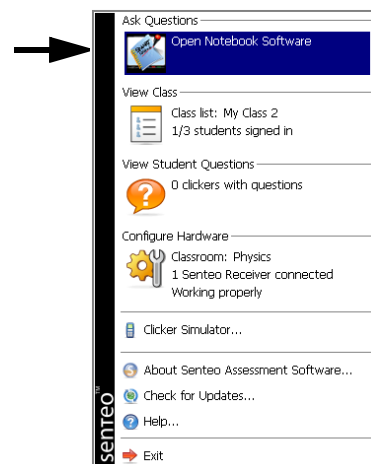 Ask Questions
Open Notebook Software
View Class
Class list: My Class 2
1/3 students signed in
View Student Questions
0 clickers with questions
Configure Hardware
Classroom: Physics
1 Senteo Receiver connected
Working properly
Clicker Simulator...
About Senteo Assessment Software...
Check for Updates...
Help...
Exit
senteo™